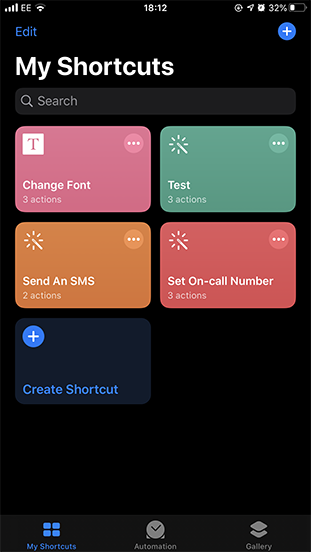 EE 18:12 32%
Edit
My Shortcuts
Search
T
Change Font
3 actions
Test
3 actions
Send An SMS
2 actions
Set On-call Number
3 actions
Create Shortcut
My Shortcuts Automation Gallery